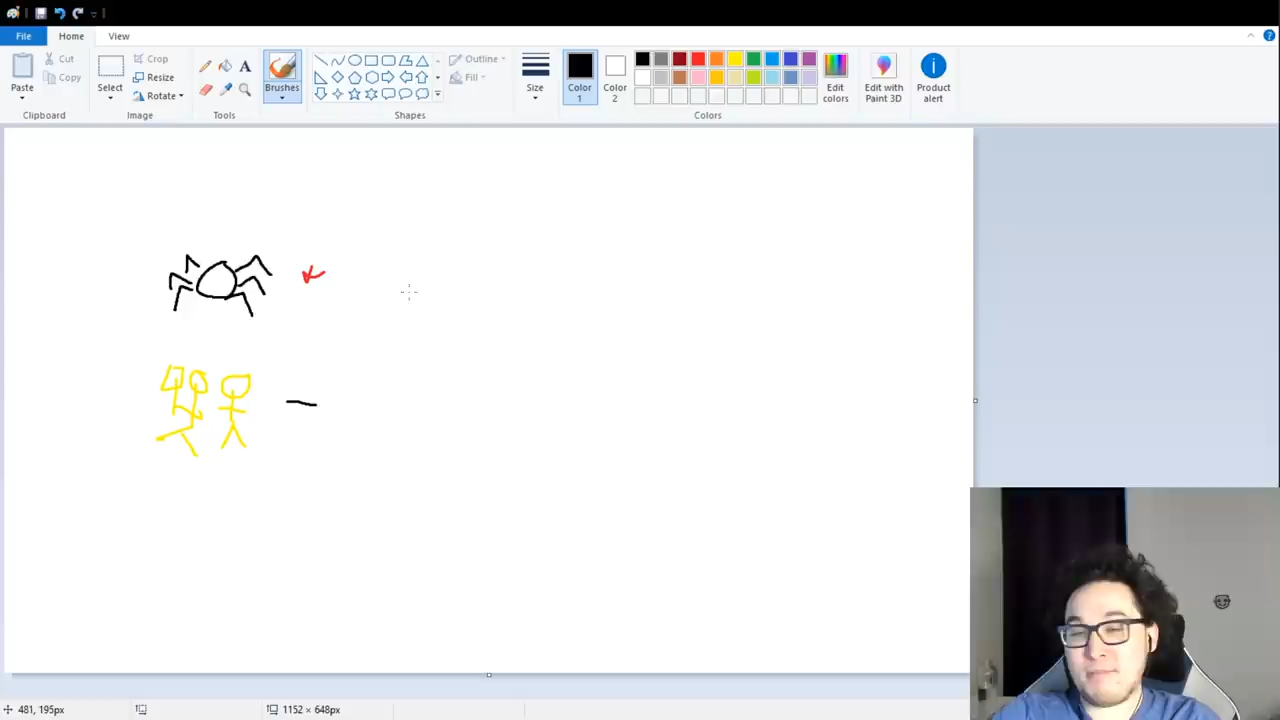 File Home View
Cut
Copy
Paste
Clipboard
Crop
Resize
Rotate
Select
Image
A
Tools
Brushes
Outline
Fill
Shapes
Size
Color 1
Color 2
Edit colors
Colors
Edit with Paint 3D
Product alert
481, 195px
1152 × 648px